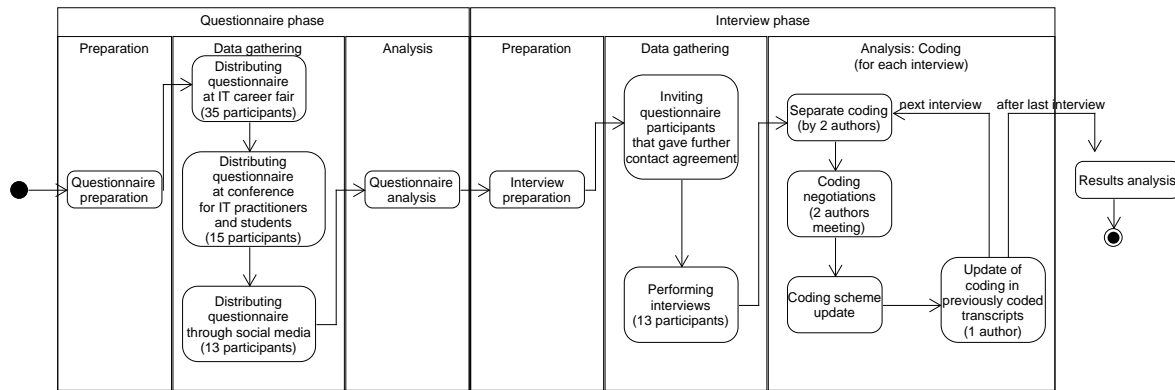 Questionnaire phase
Interview phase
Preparation
Data gathering
Analysis
Preparation
Data gathering
Analysis: Coding
(for each interview)
Questionnaire
preparation
Distributing
questionnaire
at IT career fair
(35 participants)
Distributing
questionnaire
at conference
for IT practitioners
and students
(15 participants)
Distributing
questionnaire
through social media
(13 participants)
Questionnaire
analysis
Interview
preparation
Inviting
questionnaire
participants
that gave further
contact agreement
Performing
interviews
(13 participants)
Separate coding
(by 2 authors)
Coding
negotiations
(2 authors
meeting)
Coding scheme
update
Update of
coding in
previously coded
transcripts
(1 author)
next interview
after last interview
Results analysis